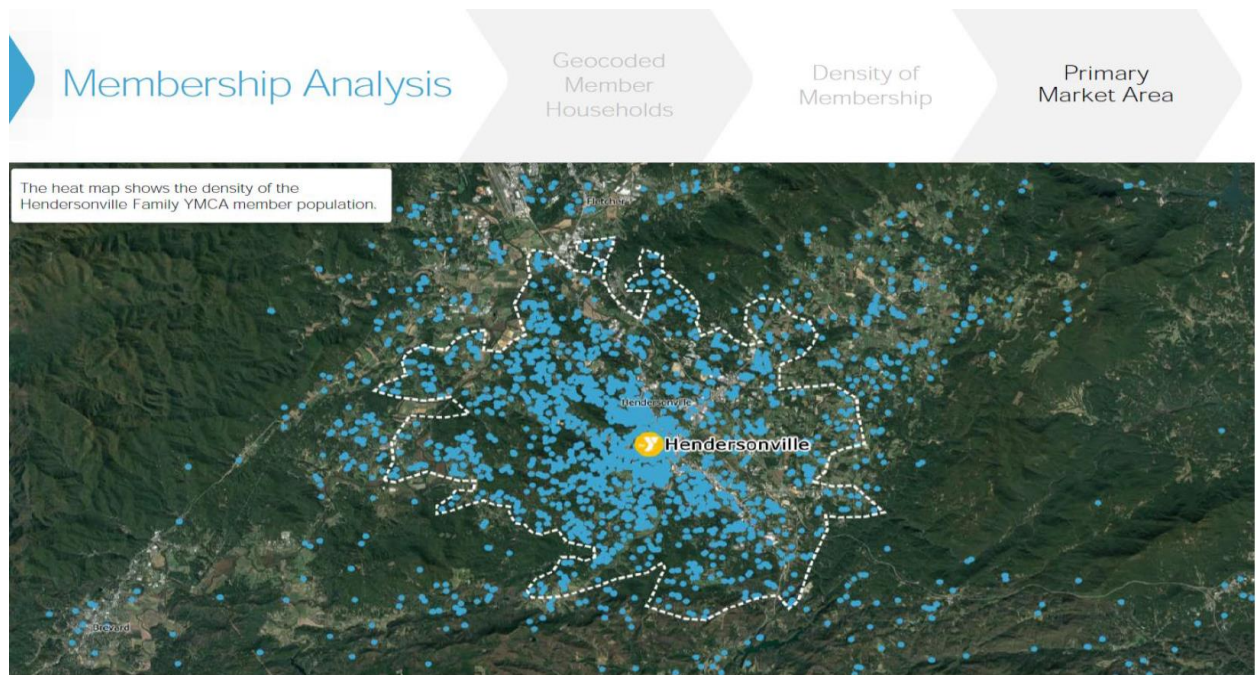 Membership Analysis
Geocoded
Member
Households
Density of
Membership
Primary
Market Area
The heat map shows the density of the
Hendersonville Family YMCA member population.
Fletcher
Hendersonville
Hendersonville
Brevard